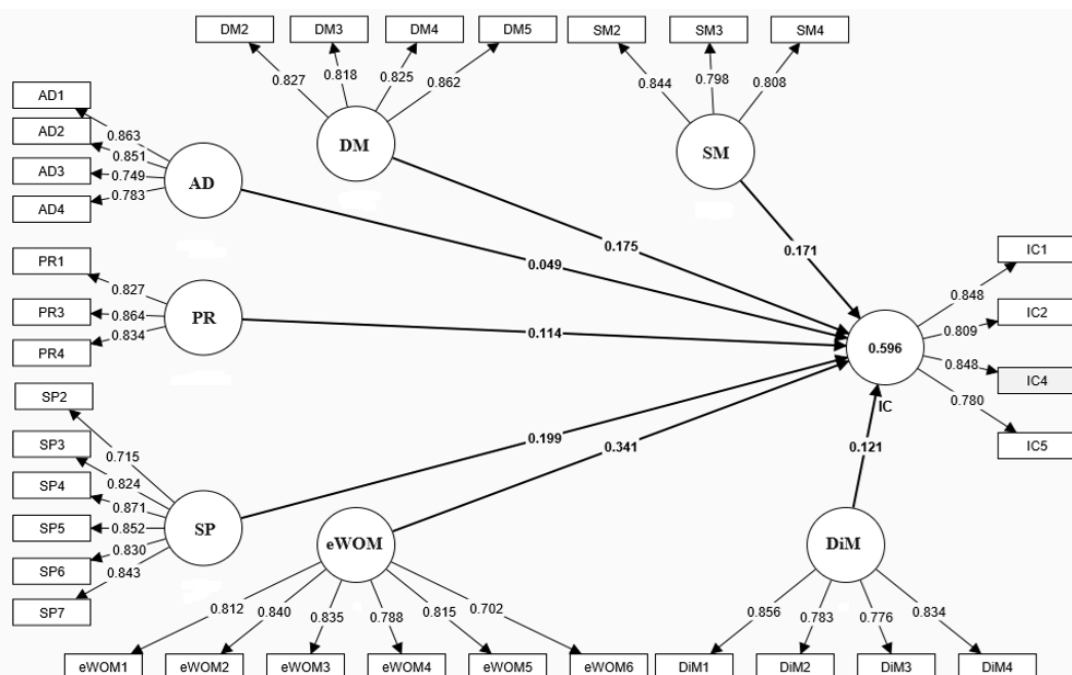 DM2 DM3 DM4 DM5 SM2 SM3 SM4
0.827 0.818 0.825 0.862 0.844 0.798 0.808
DM
SM
AD1
AD2
AD3
AD4
0.863
0.851
0.749
0.783
AD
PR1
PR3
PR4
0.827
0.864
0.834
PR
SP2
SP3
SP4
SP5
SP6
SP7
0.715
0.824
0.871
0.852
0.830
0.843
SP
0.175
0.049
0.171
0.114
0.199
0.341
0.121
0.596
IC
IC1
IC2
IC4
IC5
0.848
0.809
0.848
0.780
eWOM
DiM
0.812 0.840 0.835 0.788 0.815 0.702
0.856 0.783 0.776 0.834
eWOM1 eWOM2 eWOM3 eWOM4 eWOM5 eWOM6 DiM1 DiM2 DiM3 DiM4